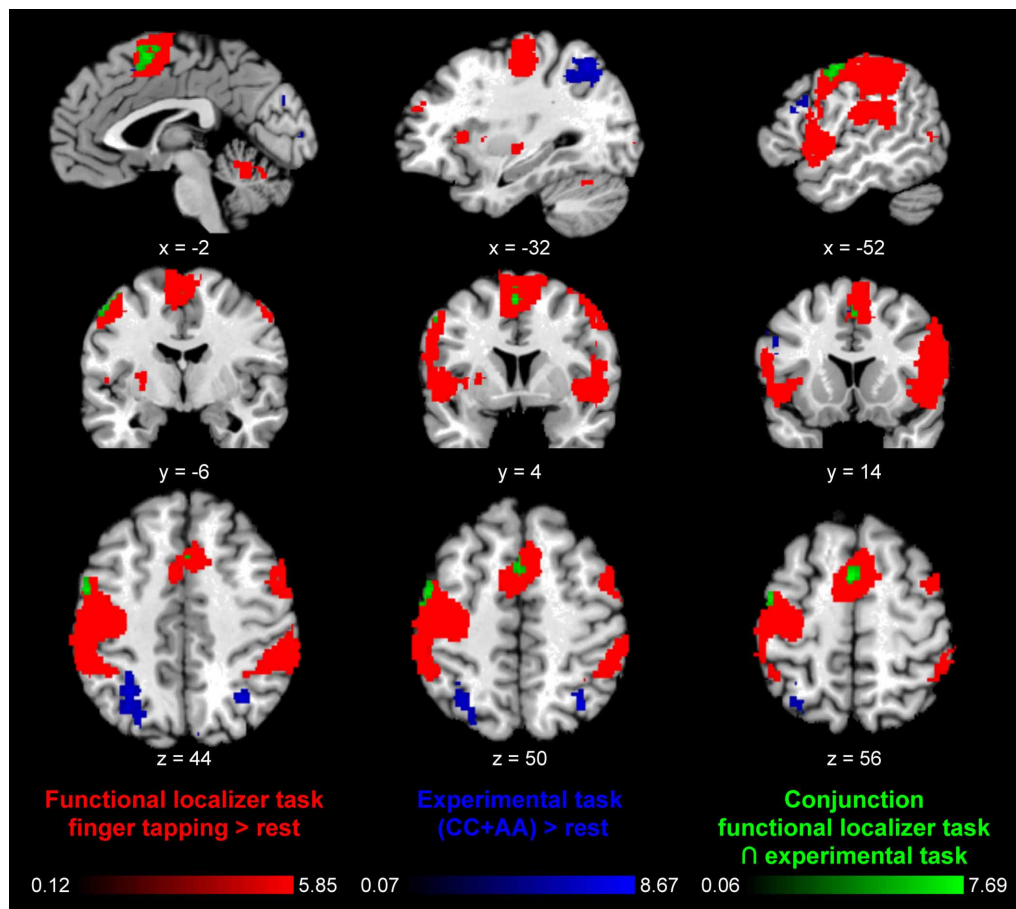 x = -2
x = -32
x = -52
y = -6
y = 4
y = 14
z = 44
z = 50
z = 56
Functional localizer task
finger tapping > rest
Experimental task
(CC+AA) > rest
Conjunction
functional localizer task
∩ experimental task
0.12 5.85
0.07 8.67
0.06 7.69